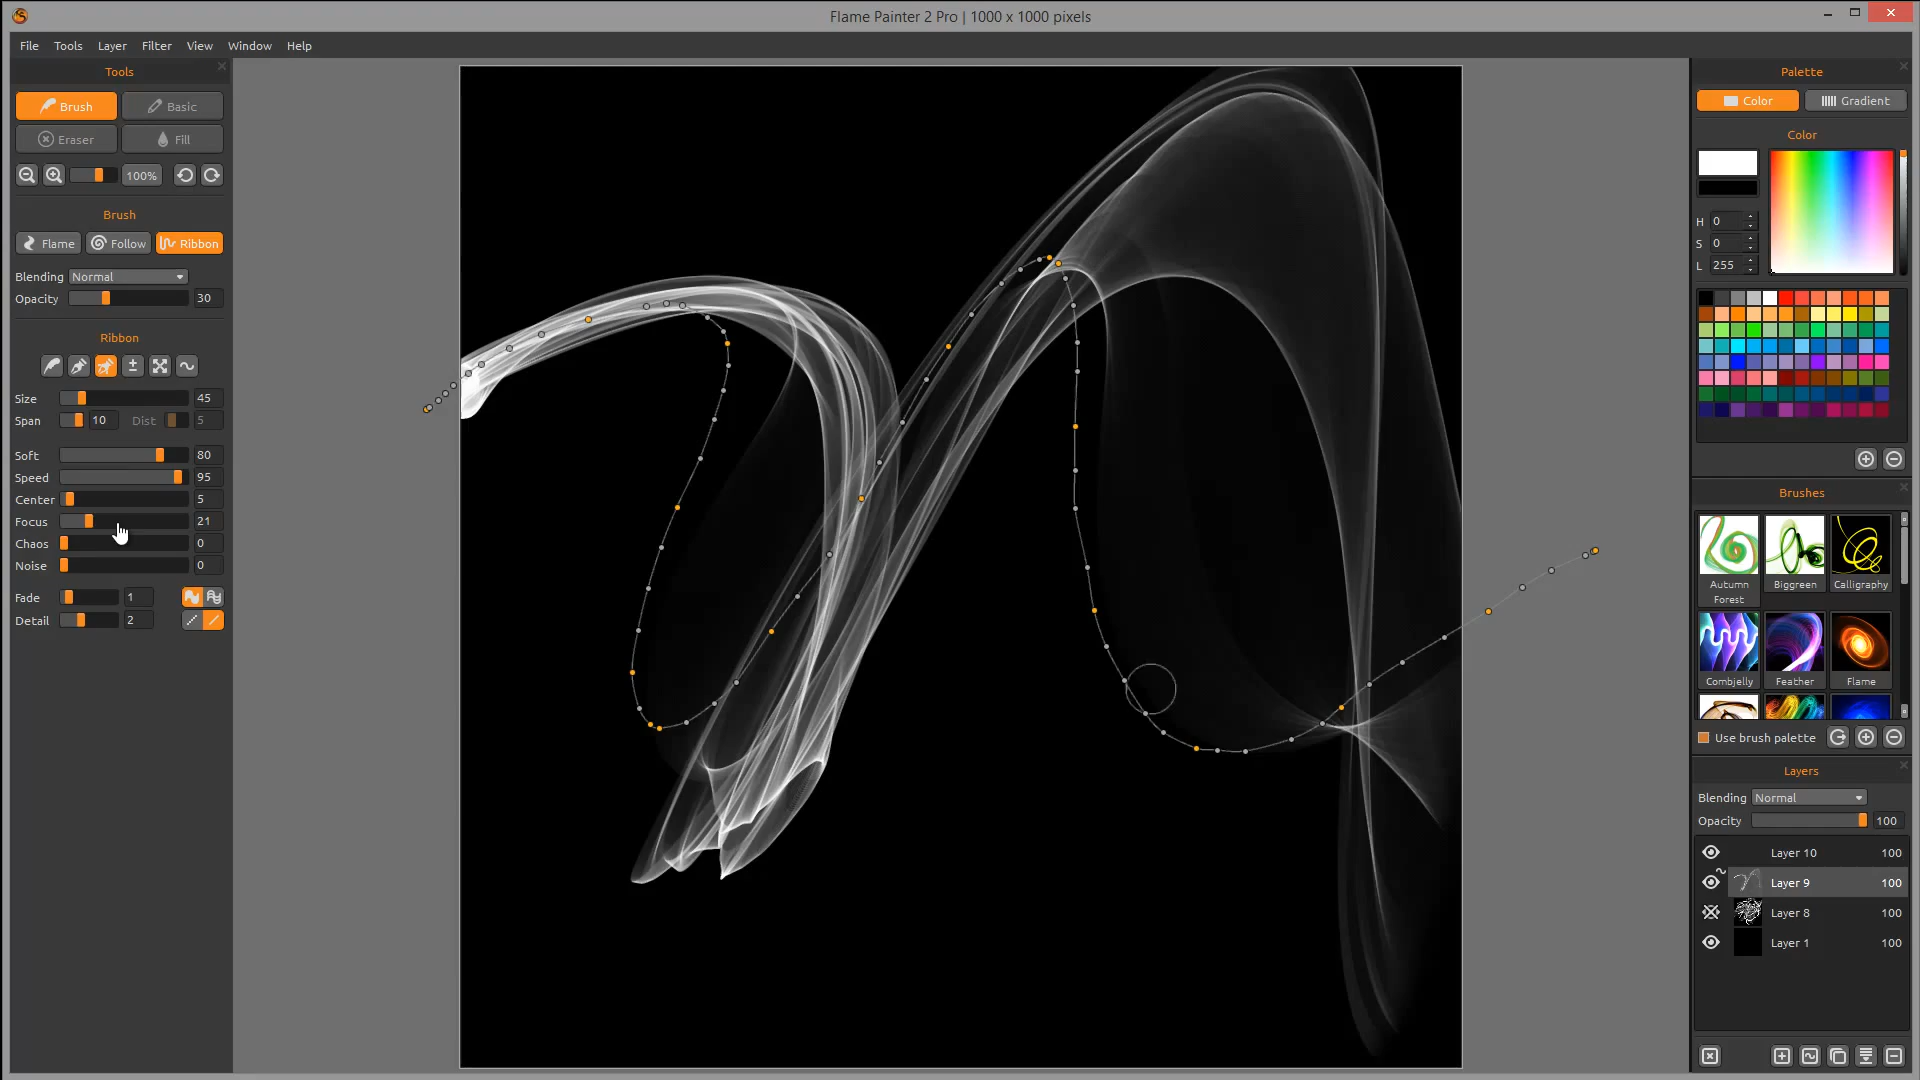 Flame Painter 2 Pro | 1000 x 1000 pixels
File Tools Layer Filter View Window Help
Tools
Brush Basic
Eraser Fill
100%
Brush
Flame Follow Ribbon
Blending Normal
Opacity 30
Ribbon
Size 45
Span 10 Dist 5
Soft 80
Speed 95
Center 5
Focus 21
Chaos 0
Noise 0
Fade 1
Detail 2
Palette
Color Gradient
Color
H 0
S 0
L 255
Brushes
Autumn Forest
Biggreen
Calligraphy
Combjelly
Feather
Flame
Use brush palette
Layers
Blending Normal
Opacity 100
Layer 10 100
Layer 9 100
Layer 8 100
Layer 1 100